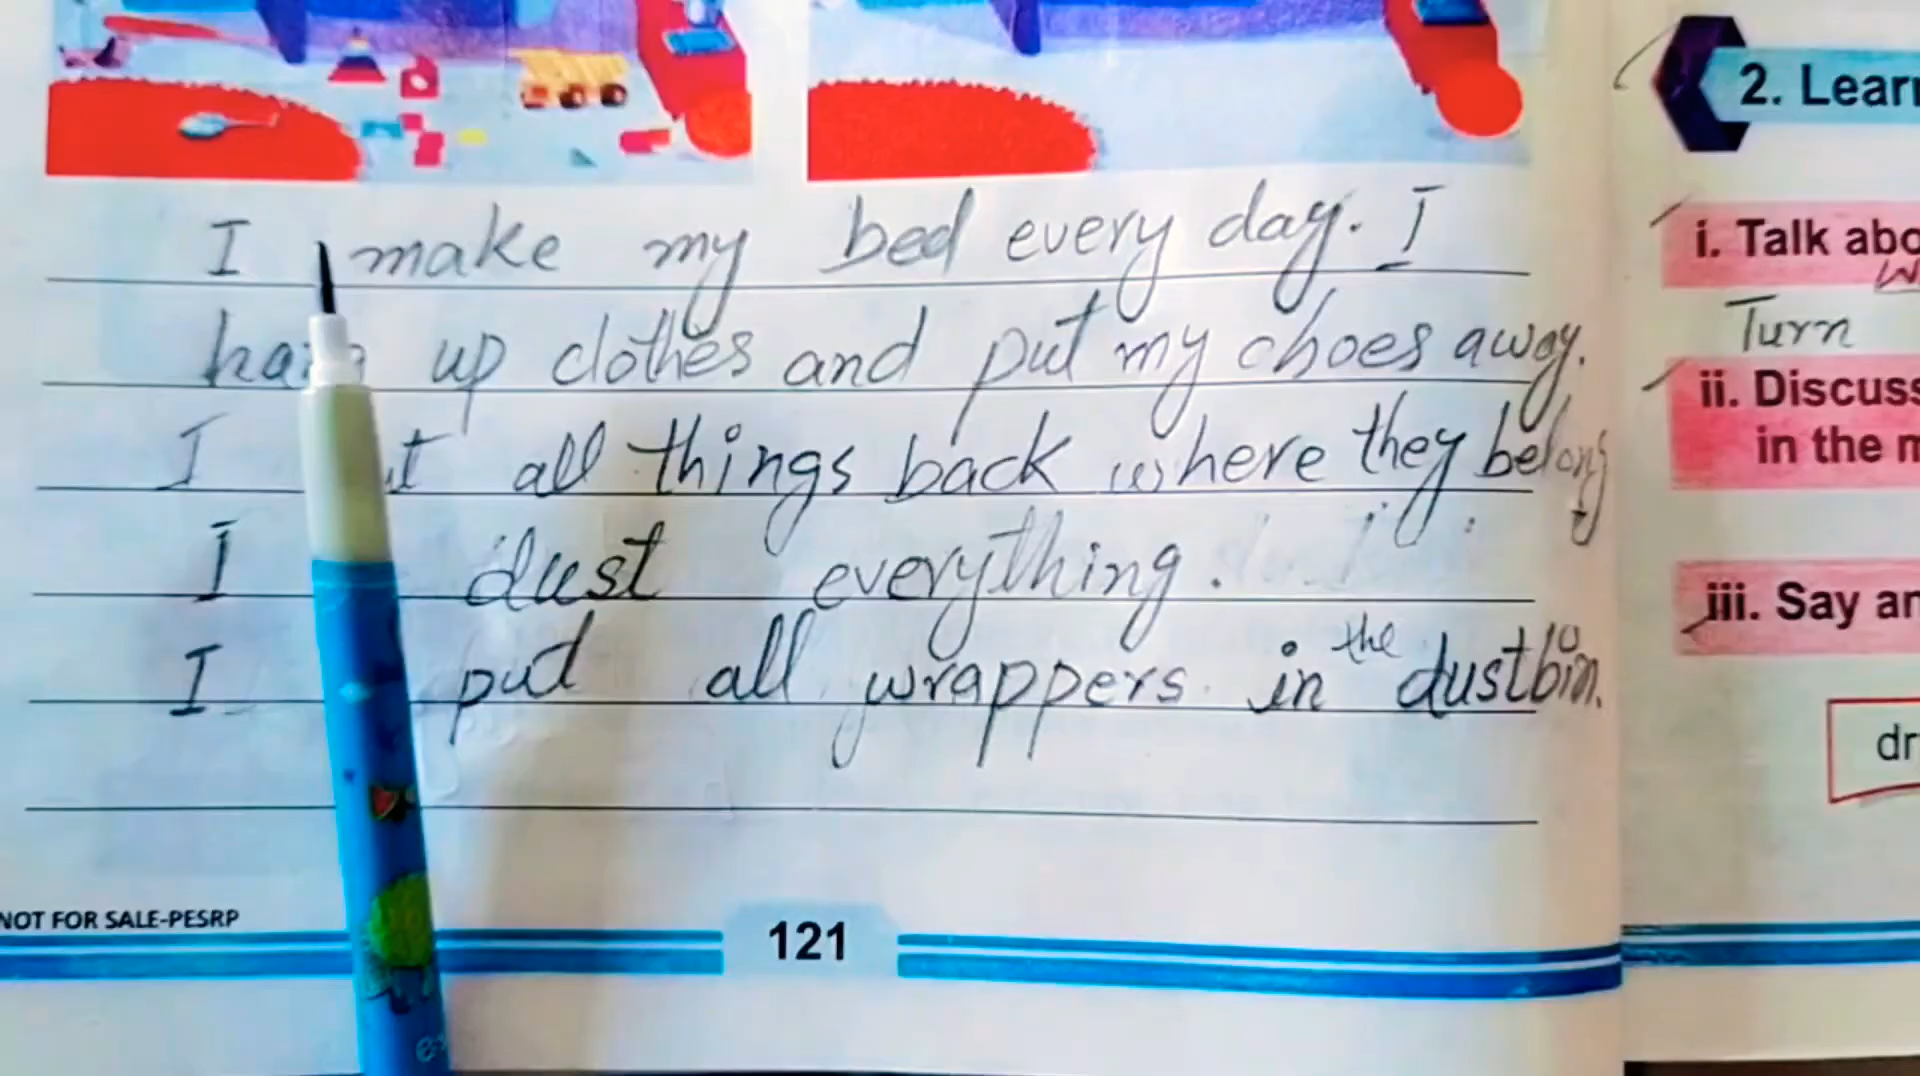 2. Lear
I make my bed every day. I
up clothes and put my choes away.
I all things back where they belong
I dust everything.
I put all wrappers in the dustbin.
NOT FOR SALE-PESRP
121
i. Talk abo
Turn
ii. Discuss
in the m
iii. Say an
dr